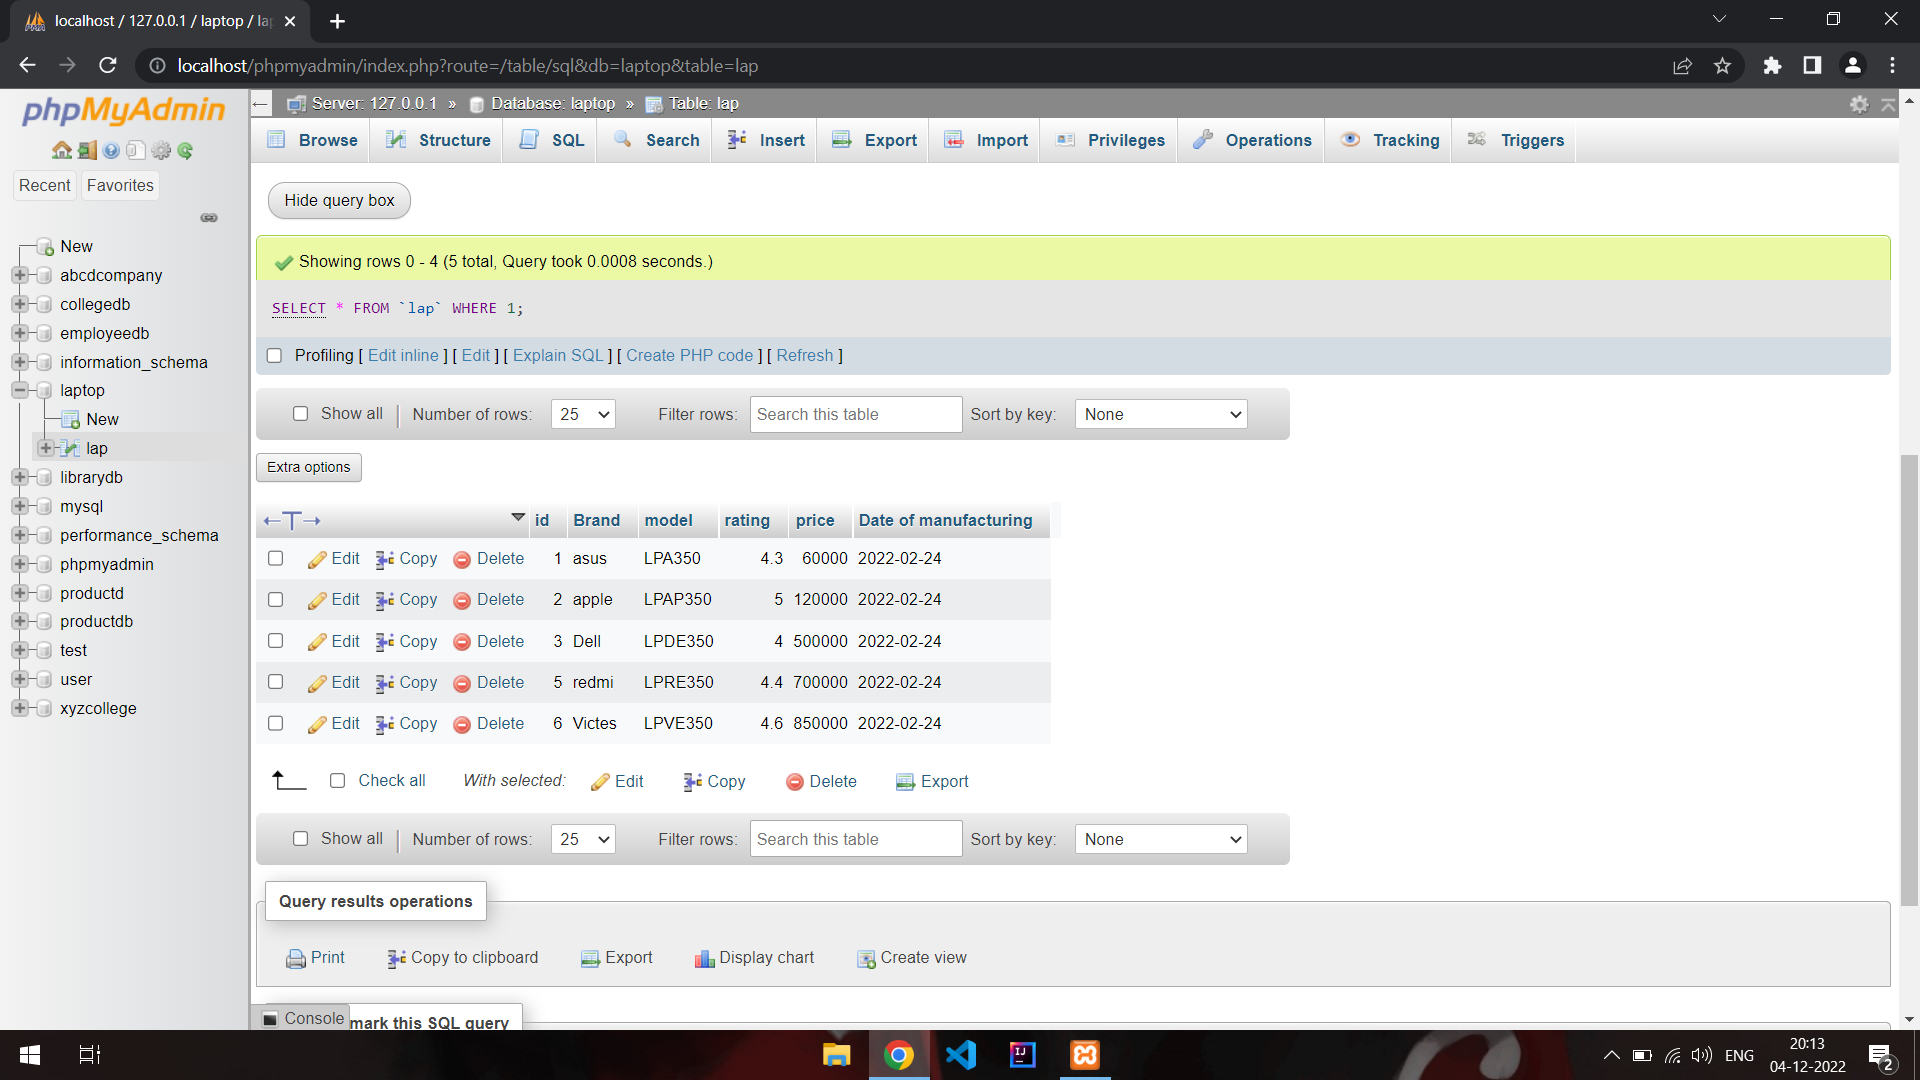 localhost / 127.0.0.1 / laptop / la
localhost/phpmyadmin/index.php?route=/table/sql&db=laptop&table=lap
phpMyAdmin
Recent Favorites
New
abcdcompany
collegedb
employeedb
information_schema
laptop
New
lap
librarydb
mysql
performance_schema
phpmyadmin
productd
productdb
test
user
xyzcollege
Server: 127.0.0.1 » Database: laptop » Table: lap
Browse Structure SQL Search Insert Export Import Privileges Operations Tracking Triggers
Hide query box
Showing rows 0 - 4 (5 total, Query took 0.0008 seconds.)
SELECT * FROM `lap` WHERE 1;
Profiling [ Edit inline ] [ Edit ] [ Explain SQL ] [ Create PHP code ] [ Refresh ]
Show all | Number of rows: 25 Filter rows: Search this table Sort by key: None
Extra options
←T→ id Brand model rating price Date of manufacturing
Edit Copy Delete 1 asus LPA350 4.3 60000 2022-02-24
Edit Copy Delete 2 apple LPAP350 5 120000 2022-02-24
Edit Copy Delete 3 Dell LPDE350 4 500000 2022-02-24
Edit Copy Delete 5 redmi LPRE350 4.4 700000 2022-02-24
Edit Copy Delete 6 Victes LPVE350 4.6 850000 2022-02-24
Check all With selected: Edit Copy Delete Export
Show all | Number of rows: 25 Filter rows: Search this table Sort by key: None
Query results operations
Print Copy to clipboard Export Display chart Create view
Console mark this SQL query
ENG
20:13
04-12-2022
2